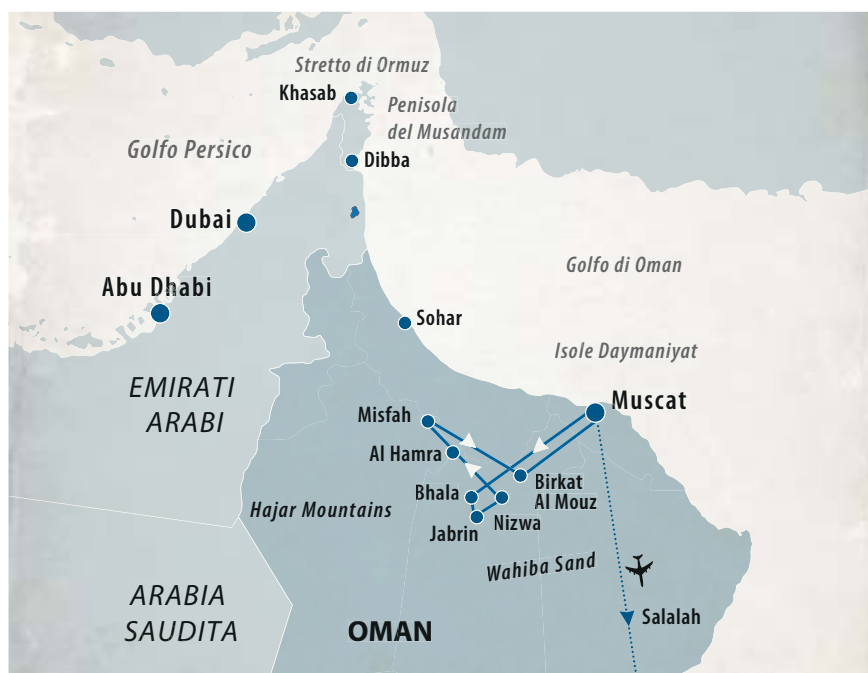 Stretto di Ormuz
Khasab
Penisola
del Musandam
Golfo Persico
Dibba
Dubai
Golfo di Oman
Abu Dhabi
Sohar
Isole Daymaniyat
EMIRATI
ARABI
Muscat
Misfah
Al Hamra
Birkat
Al Mouz
Bhala
Hajar Mountains
Nizwa
Jabrin
Wahiba Sand
ARABIA
SAUDITA
Salalah
OMAN